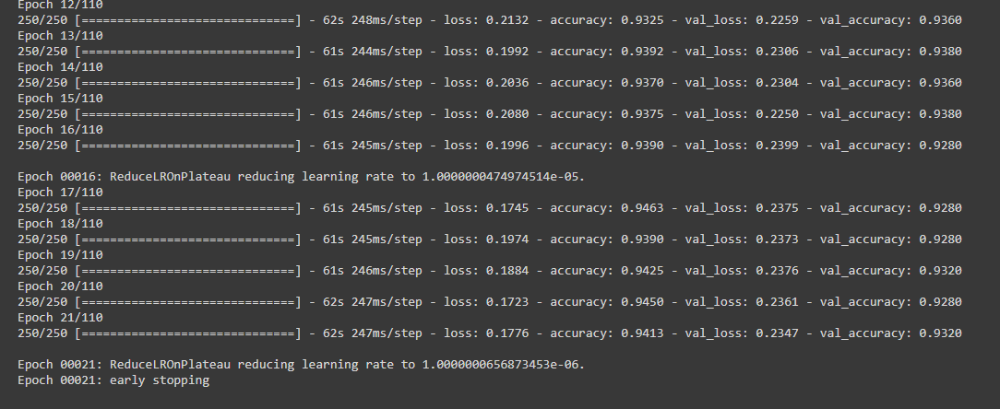 Epoch 12/110
250/250 [==============================] - 62s 248ms/step - loss: 0.2132 - accuracy: 0.9325 - val_loss: 0.2259 - val_accuracy: 0.9360
Epoch 13/110
250/250 [==============================] - 61s 244ms/step - loss: 0.1992 - accuracy: 0.9392 - val_loss: 0.2306 - val_accuracy: 0.9380
Epoch 14/110
250/250 [==============================] - 61s 246ms/step - loss: 0.2036 - accuracy: 0.9370 - val_loss: 0.2304 - val_accuracy: 0.9360
Epoch 15/110
250/250 [==============================] - 61s 246ms/step - loss: 0.2080 - accuracy: 0.9375 - val_loss: 0.2250 - val_accuracy: 0.9380
Epoch 16/110
250/250 [==============================] - 61s 245ms/step - loss: 0.1996 - accuracy: 0.9390 - val_loss: 0.2399 - val_accuracy: 0.9280
Epoch 00016: ReduceLROnPlateau reducing learning rate to 1.0000000474974514e-05.
Epoch 17/110
250/250 [==============================] - 61s 245ms/step - loss: 0.1745 - accuracy: 0.9463 - val_loss: 0.2375 - val_accuracy: 0.9280
Epoch 18/110
250/250 [==============================] - 61s 245ms/step - loss: 0.1974 - accuracy: 0.9390 - val_loss: 0.2373 - val_accuracy: 0.9280
Epoch 19/110
250/250 [==============================] - 61s 246ms/step - loss: 0.1884 - accuracy: 0.9425 - val_loss: 0.2376 - val_accuracy: 0.9320
Epoch 20/110
250/250 [==============================] - 62s 247ms/step - loss: 0.1723 - accuracy: 0.9450 - val_loss: 0.2361 - val_accuracy: 0.9280
Epoch 21/110
250/250 [==============================] - 62s 247ms/step - loss: 0.1776 - accuracy: 0.9413 - val_loss: 0.2347 - val_accuracy: 0.9320
Epoch 00021: ReduceLROnPlateau reducing learning rate to 1.0000000656873453e-06.
Epoch 00021: early stopping